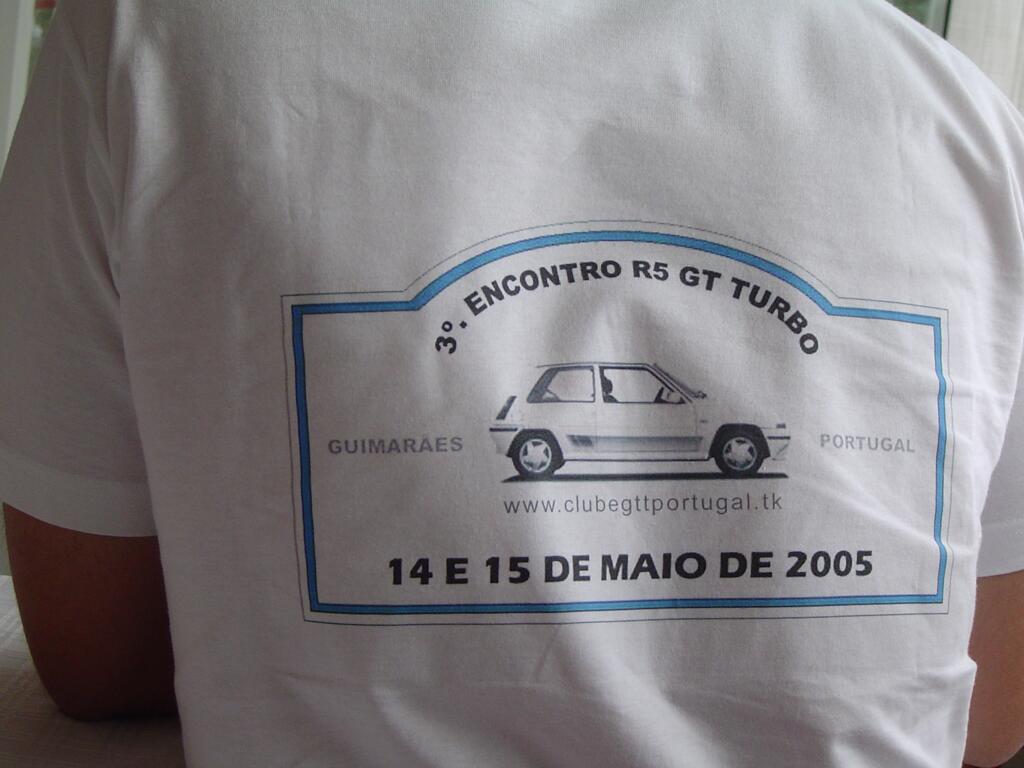 3º. ENCONTRO R5 GT TURBO
GUIMARÃES
PORTUGAL
www.clubegttportugal.tk
14 E 15 DE MAIO DE 2005